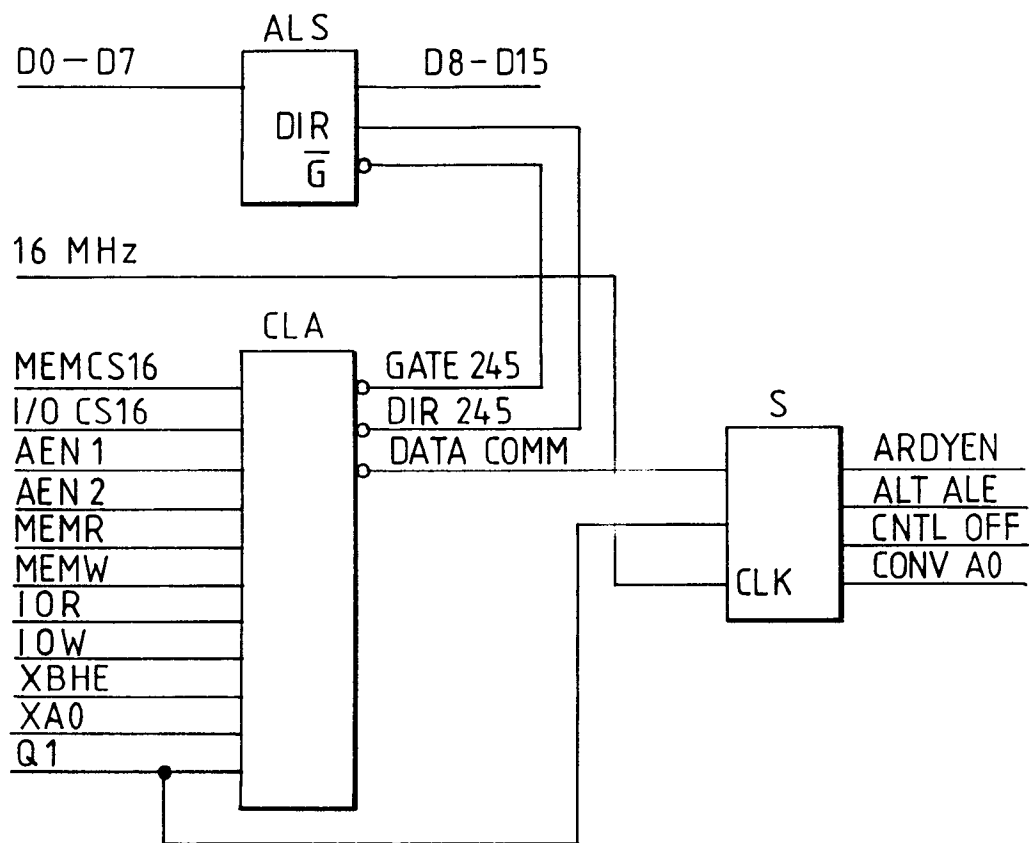 ALS
D0-D7
D8-D15
DIR
G̅
16 MHz
CLA
MEMCS16
I/O CS16
AEN 1
AEN 2
MEMR
MEMW
IOR
IOW
XBHE
XA0
Q1
GATE 245
DIR 245
DATA COMM
S
CLK
ARDYEN
ALT ALE
CNTL OFF
CONV A0